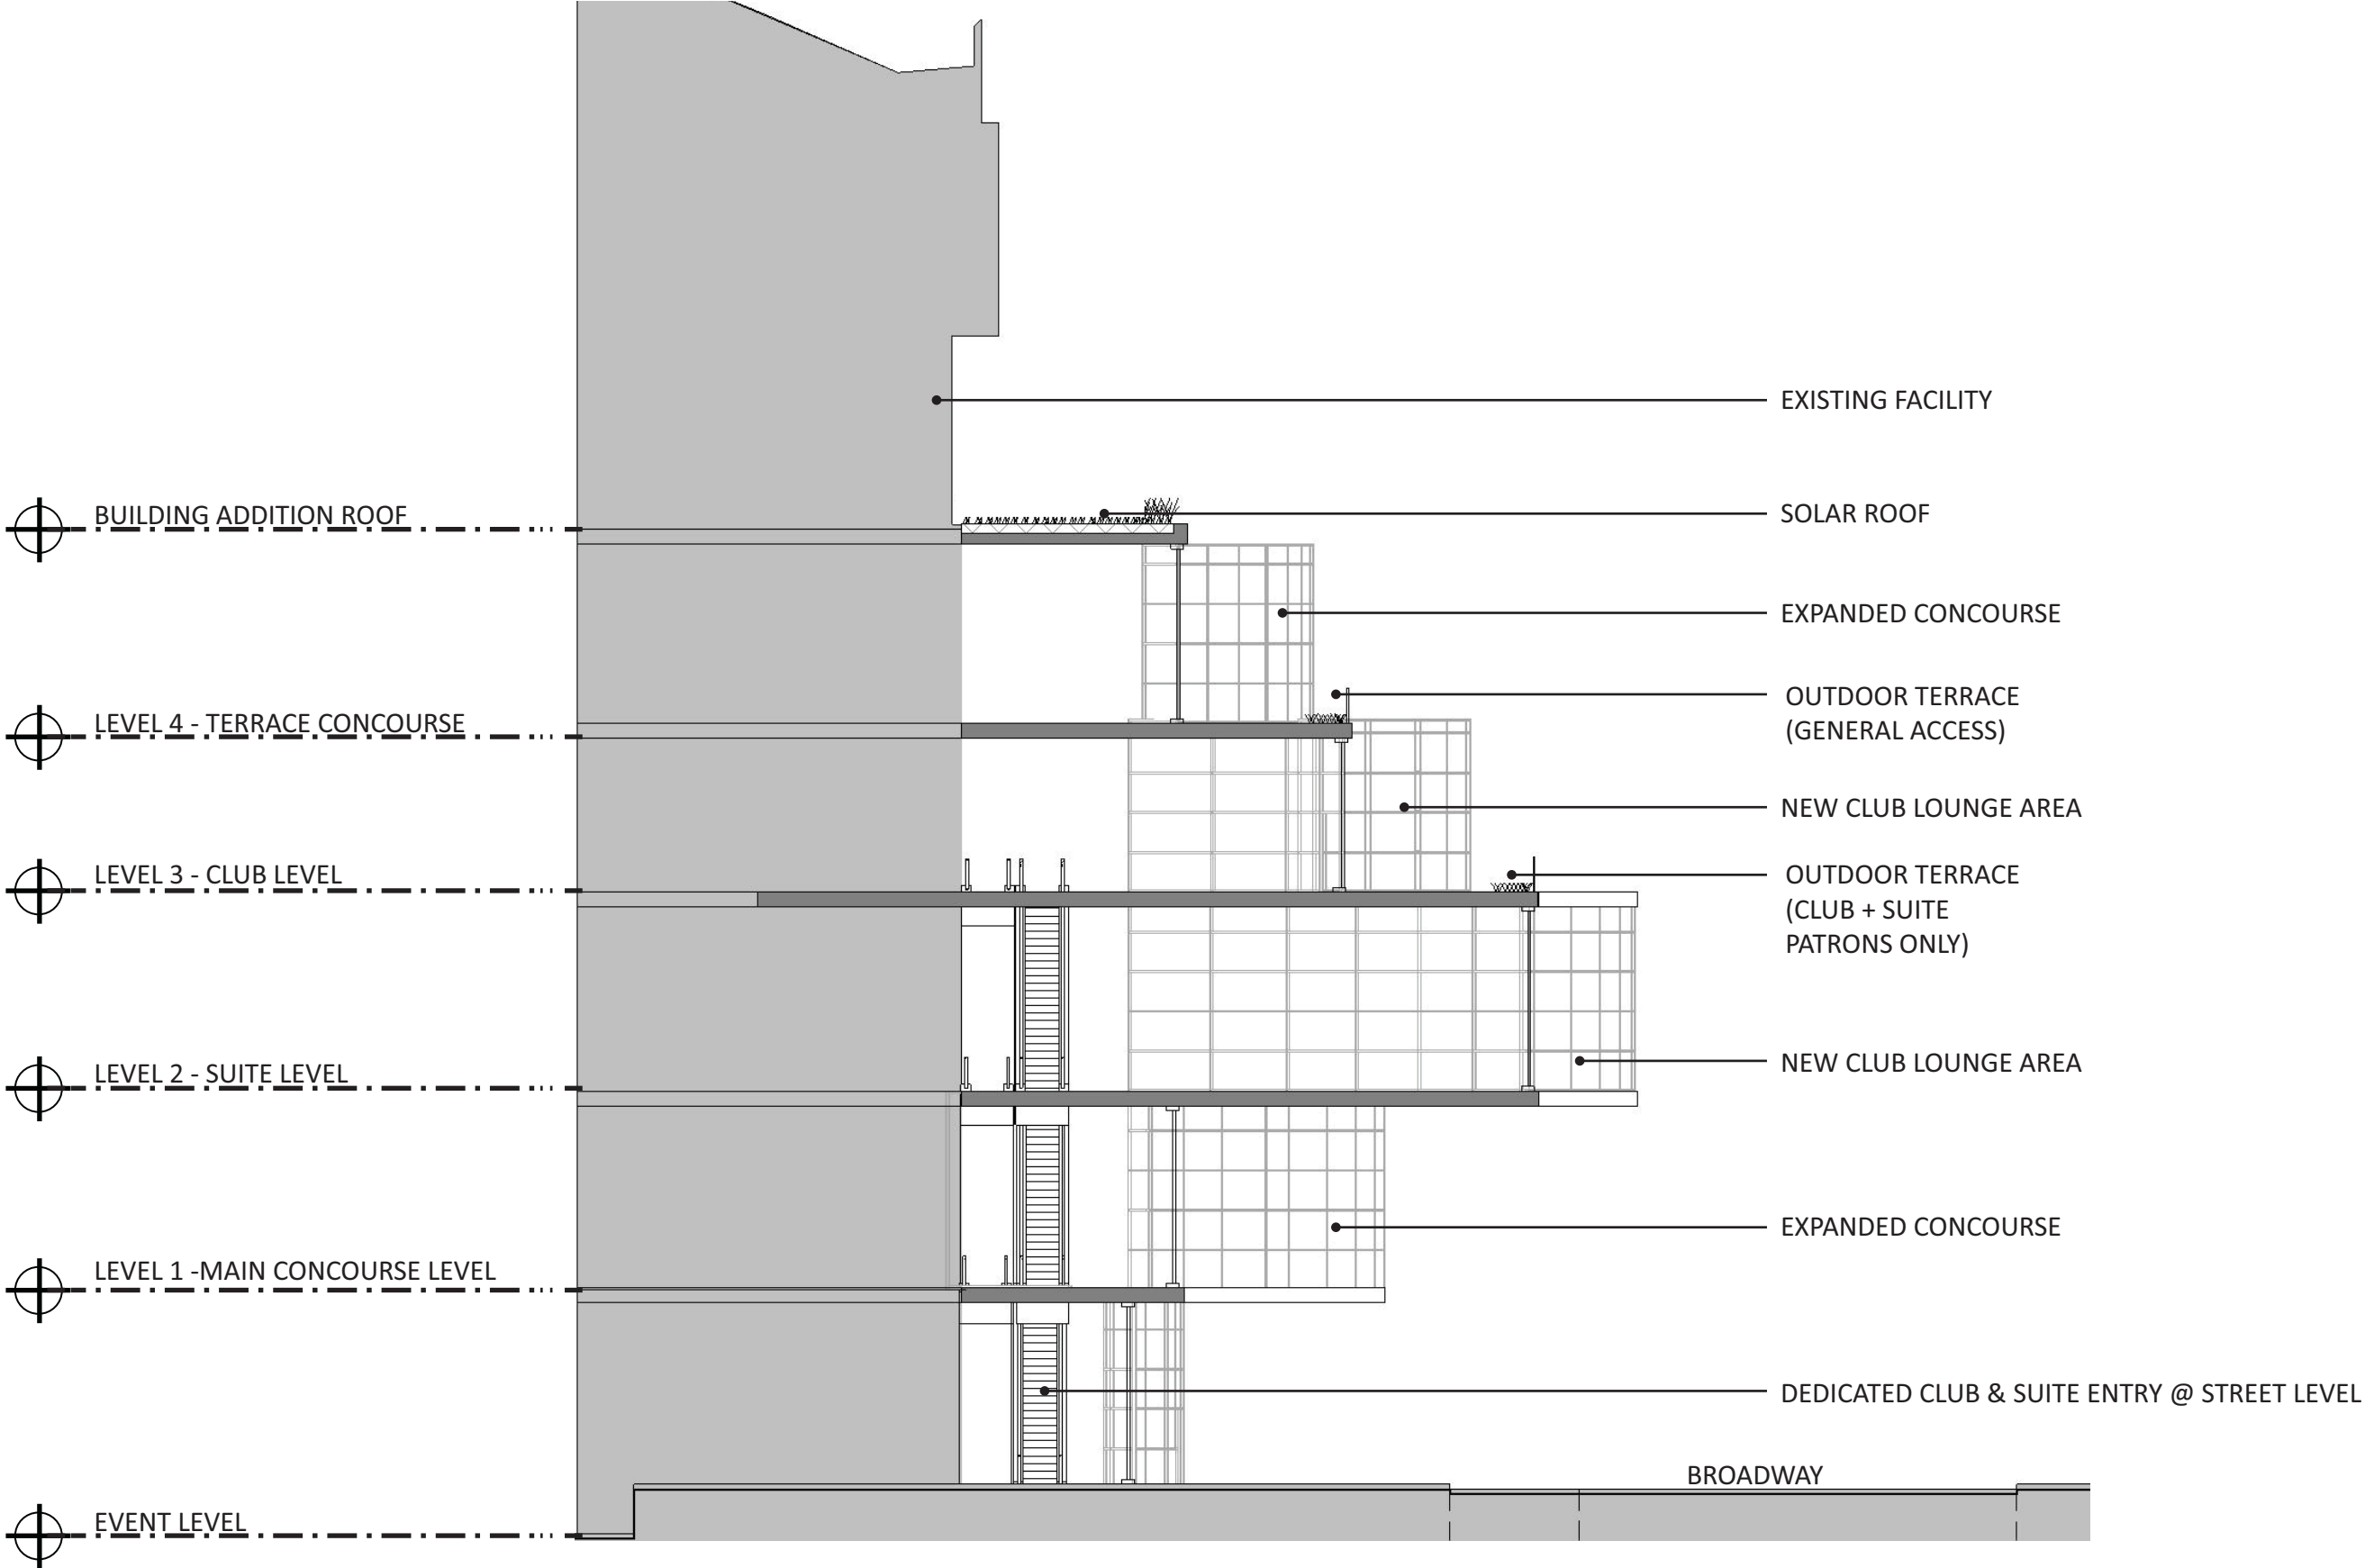 EXISTING FACILITY
BUILDING ADDITION ROOF
SOLAR ROOF
EXPANDED CONCOURSE
LEVEL 4 - TERRACE CONCOURSE
OUTDOOR TERRACE
(GENERAL ACCESS)
NEW CLUB LOUNGE AREA
LEVEL 3 - CLUB LEVEL
OUTDOOR TERRACE
(CLUB + SUITE
PATRONS ONLY)
LEVEL 2 - SUITE LEVEL
NEW CLUB LOUNGE AREA
EXPANDED CONCOURSE
LEVEL 1 -MAIN CONCOURSE LEVEL
DEDICATED CLUB & SUITE ENTRY @ STREET LEVEL
BROADWAY
EVENT LEVEL